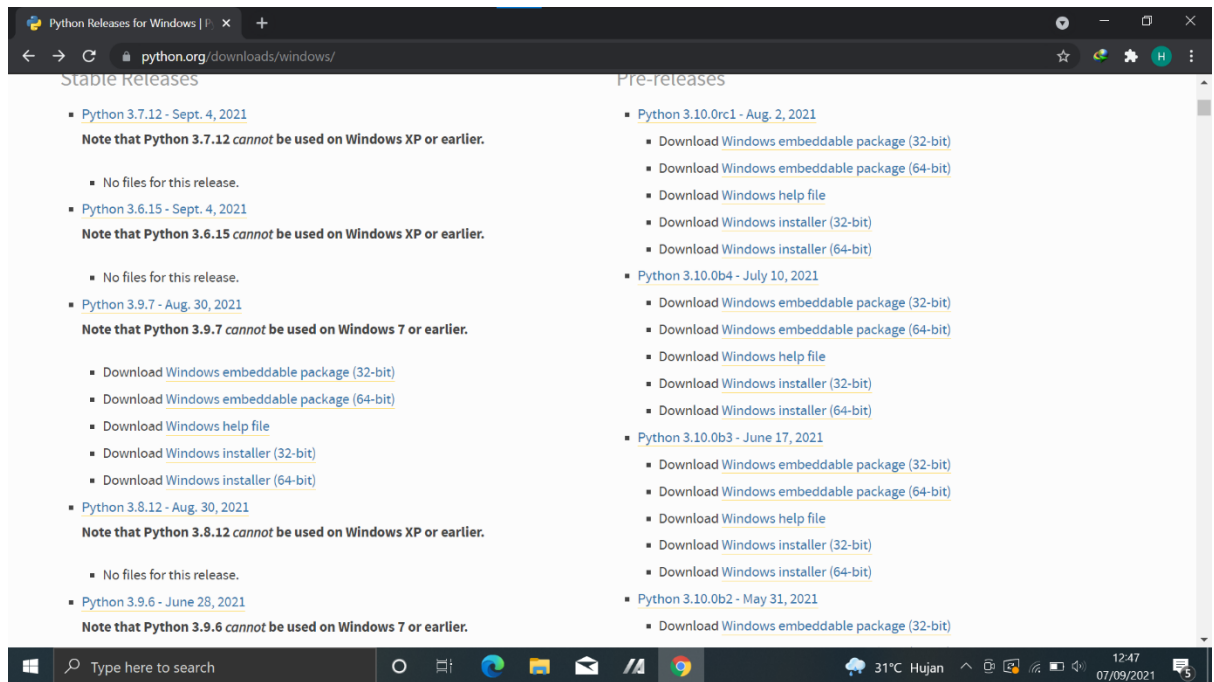 Python Releases for Windows | P
python.org/downloads/windows/
H
Stable Releases
Python 3.7.12 - Sept. 4, 2021
Note that Python 3.7.12 cannot be used on Windows XP or earlier.
No files for this release.
Python 3.6.15 - Sept. 4, 2021
Note that Python 3.6.15 cannot be used on Windows XP or earlier.
No files for this release.
Python 3.9.7 - Aug. 30, 2021
Note that Python 3.9.7 cannot be used on Windows 7 or earlier.
Download Windows embeddable package (32-bit)
Download Windows embeddable package (64-bit)
Download Windows help file
Download Windows installer (32-bit)
Download Windows installer (64-bit)
Python 3.8.12 - Aug. 30, 2021
Note that Python 3.8.12 cannot be used on Windows XP or earlier.
No files for this release.
Python 3.9.6 - June 28, 2021
Note that Python 3.9.6 cannot be used on Windows 7 or earlier.
Pre-releases
Python 3.10.0rc1 - Aug. 2, 2021
Download Windows embeddable package (32-bit)
Download Windows embeddable package (64-bit)
Download Windows help file
Download Windows installer (32-bit)
Download Windows installer (64-bit)
Python 3.10.0b4 - July 10, 2021
Download Windows embeddable package (32-bit)
Download Windows embeddable package (64-bit)
Download Windows help file
Download Windows installer (32-bit)
Download Windows installer (64-bit)
Python 3.10.0b3 - June 17, 2021
Download Windows embeddable package (32-bit)
Download Windows embeddable package (64-bit)
Download Windows help file
Download Windows installer (32-bit)
Download Windows installer (64-bit)
Python 3.10.0b2 - May 31, 2021
Download Windows embeddable package (32-bit)
Type here to search
31°C Hujan
12:47
07/09/2021
5